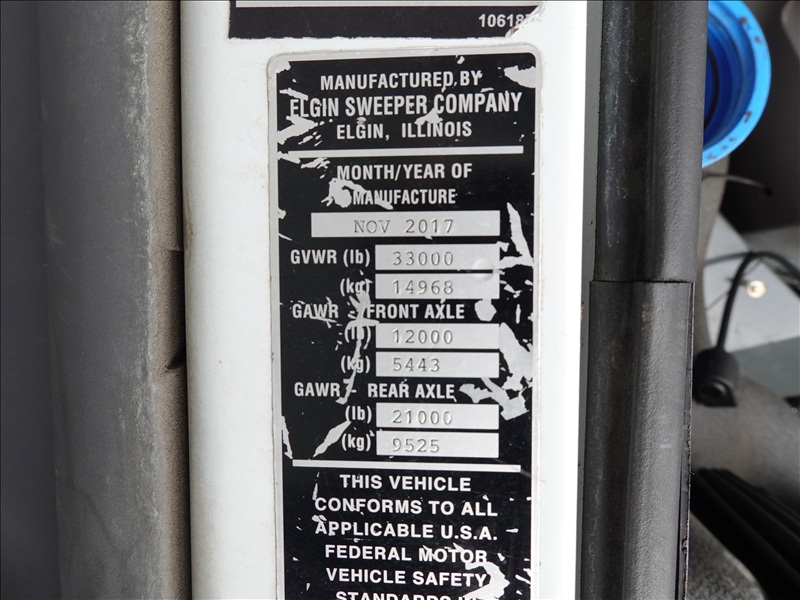 MANUFACTURED BY
ELGIN SWEEPER COMPANY
ELGIN, ILLINOIS
MONTH/YEAR OF
MANUFACTURE
NOV 2017
GVWR (lb) 33000
(kg) 14968
GAWR – FRONT AXLE
(lb) 12000
(kg) 5443
GAWR – REAR AXLE
(lb) 21000
(kg) 9525
THIS VEHICLE
CONFORMS TO ALL
APPLICABLE U.S.A.
FEDERAL MOTOR
VEHICLE SAFETY
STANDARDS